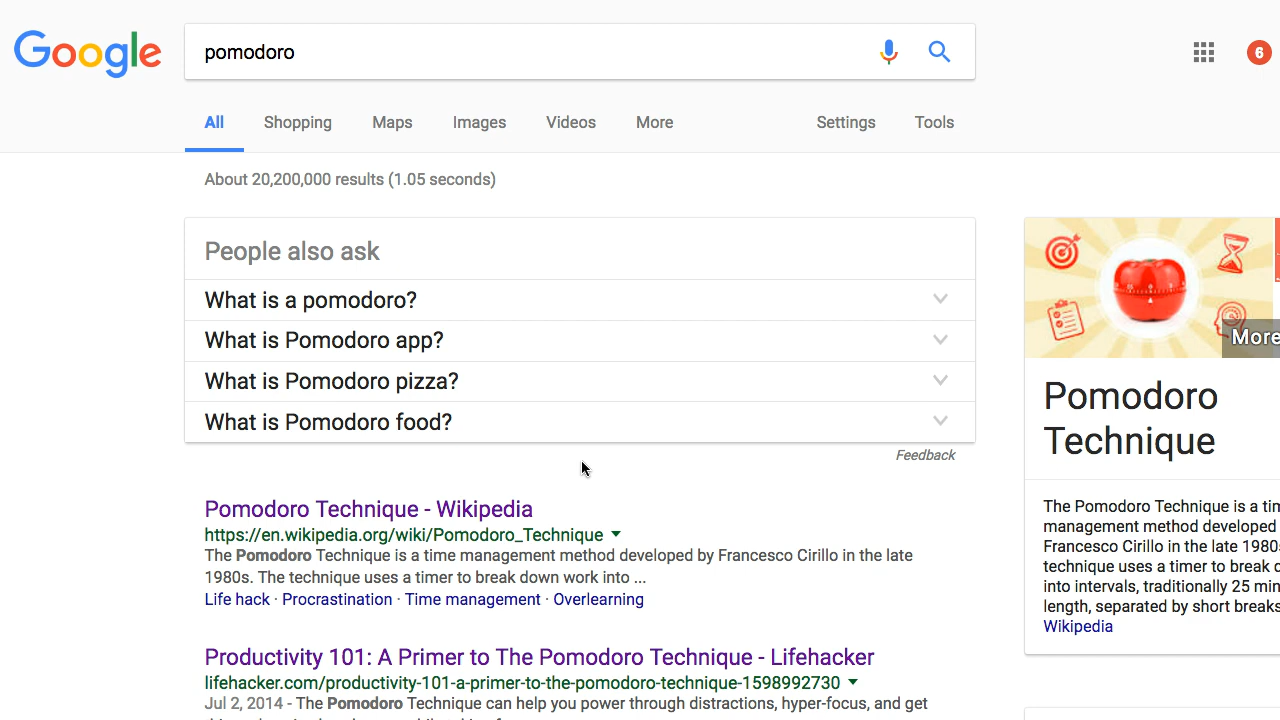 Google
pomodoro
6
All Shopping Maps Images Videos More Settings Tools
About 20,200,000 results (1.05 seconds)
People also ask
What is a pomodoro?
What is Pomodoro app?
What is Pomodoro pizza?
What is Pomodoro food?
Feedback
Pomodoro Technique - Wikipedia
https://en.wikipedia.org/wiki/Pomodoro_Technique
The Pomodoro Technique is a time management method developed by Francesco Cirillo in the late
1980s. The technique uses a timer to break down work into ...
Life hack · Procrastination · Time management · Overlearning
Productivity 101: A Primer to The Pomodoro Technique - Lifehacker
lifehacker.com/productivity-101-a-primer-to-the-pomodoro-technique-1598992730
Jul 2, 2014 - The Pomodoro Technique can help you power through distractions, hyper-focus, and get
More
Pomodoro
Technique
The Pomodoro Technique is a
management method developed
Francesco Cirillo in the late 1980
technique uses a timer to break
into intervals, traditionally 25
length, separated by short breaks
Wikipedia